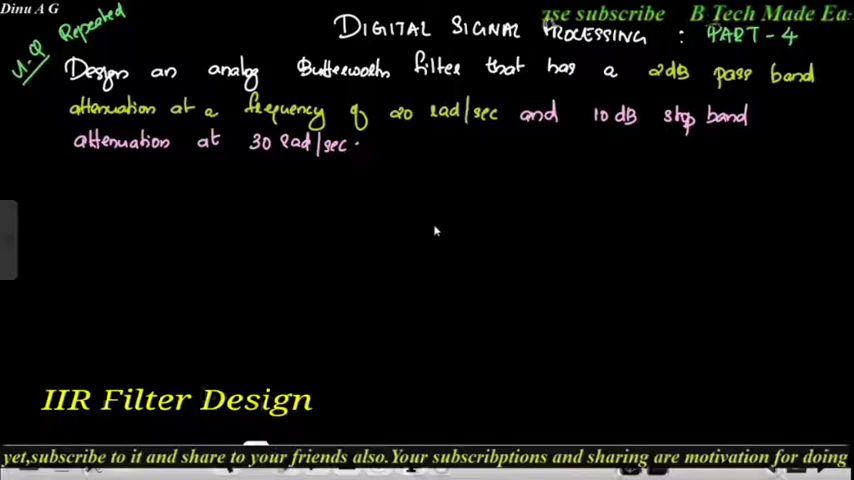 Dinu A G
ase subscribe B Tech Made Ea
U.Q Repeated
DIGITAL SIGNAL PROCESSING : PART - 4
Design an analog Butterworth filter that has a 2dB pass band
attenuation at a frequency of 20 rad/sec and 10 dB stop band
attenuation at 30 rad/sec.
IIR Filter Design
yet,subscribe to it and share to your friends also.Your subscribptions and sharing are motivation for doing